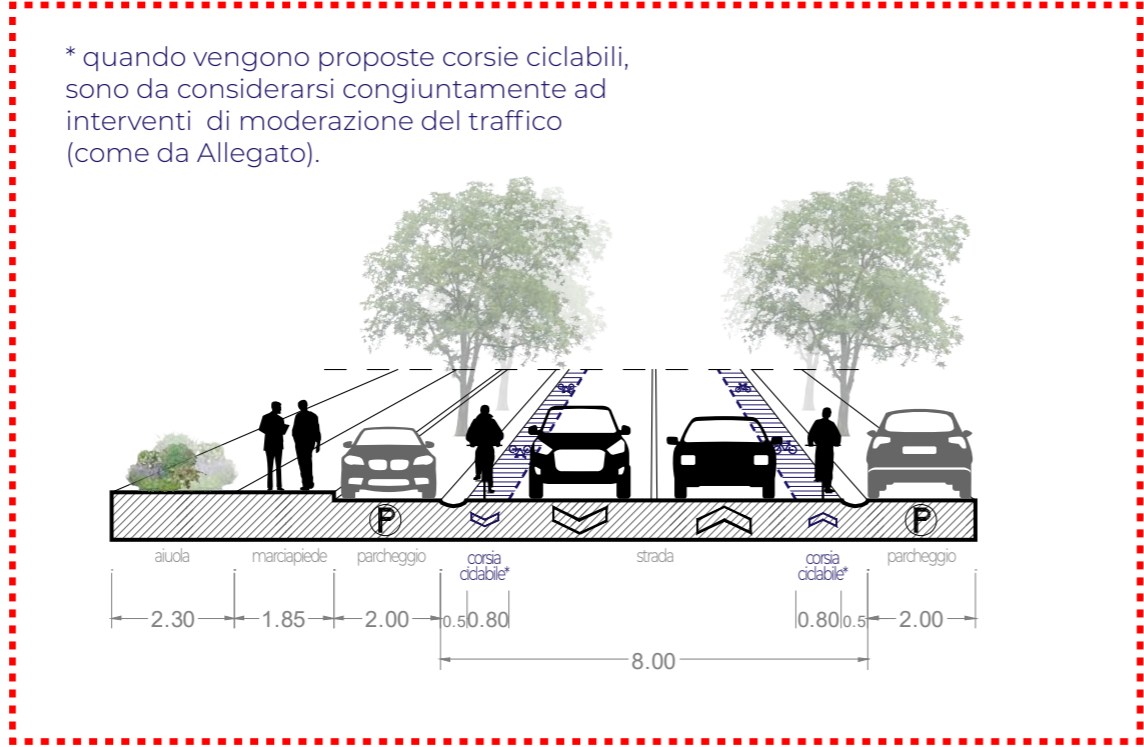 * quando vengono proposte corsie ciclabili,
sono da considerarsi congiuntamente ad
interventi di moderazione del traffico
(come da Allegato).
P
P
aiuola
marciapiede
parcheggio
corsia
ciclabile*
strada
corsia
ciclabile*
parcheggio
2.30
1.85
2.00
0.5
0.80
0.80
0.5
2.00
8.00